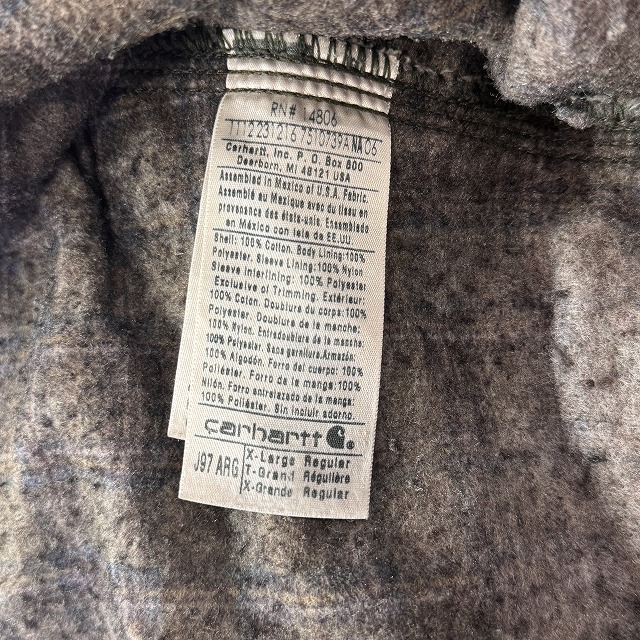 RN# 14806
Carhartt, Inc. P. O. Box 600
Dearborn, MI 48121 USA
Assembled in Mexico of U.S.A. Fabric.
Assemblé au Mexique avec du tissu en
provenance des états-unis. Ensamblado
en México con tela de EE.UU
Shell: 100% Cotton. Body Lining: 100%
Polyester. Sleeve Lining: 100% Nylon
Sleeve Interlining: 100% Polyester
Exclusive of Trimming. Extérieur:
100% Coton. Doublure de corps: 100%
Polyester. Doublure de la manche:
100% Nylon. Entredoublure de la manche:
100% Polyester. Sans garniture. Armazón:
100% Algodón. Forro del cuerpo: 100%
Poliéster. Forro de la manga: 100%
Nilón. Forro entrelazado de la manga:
100% Poliéster. Sin incluir adorno.
carhartt
J97 ARG
X-Large Regular
T-Grand Régulière
X-Grande Regular